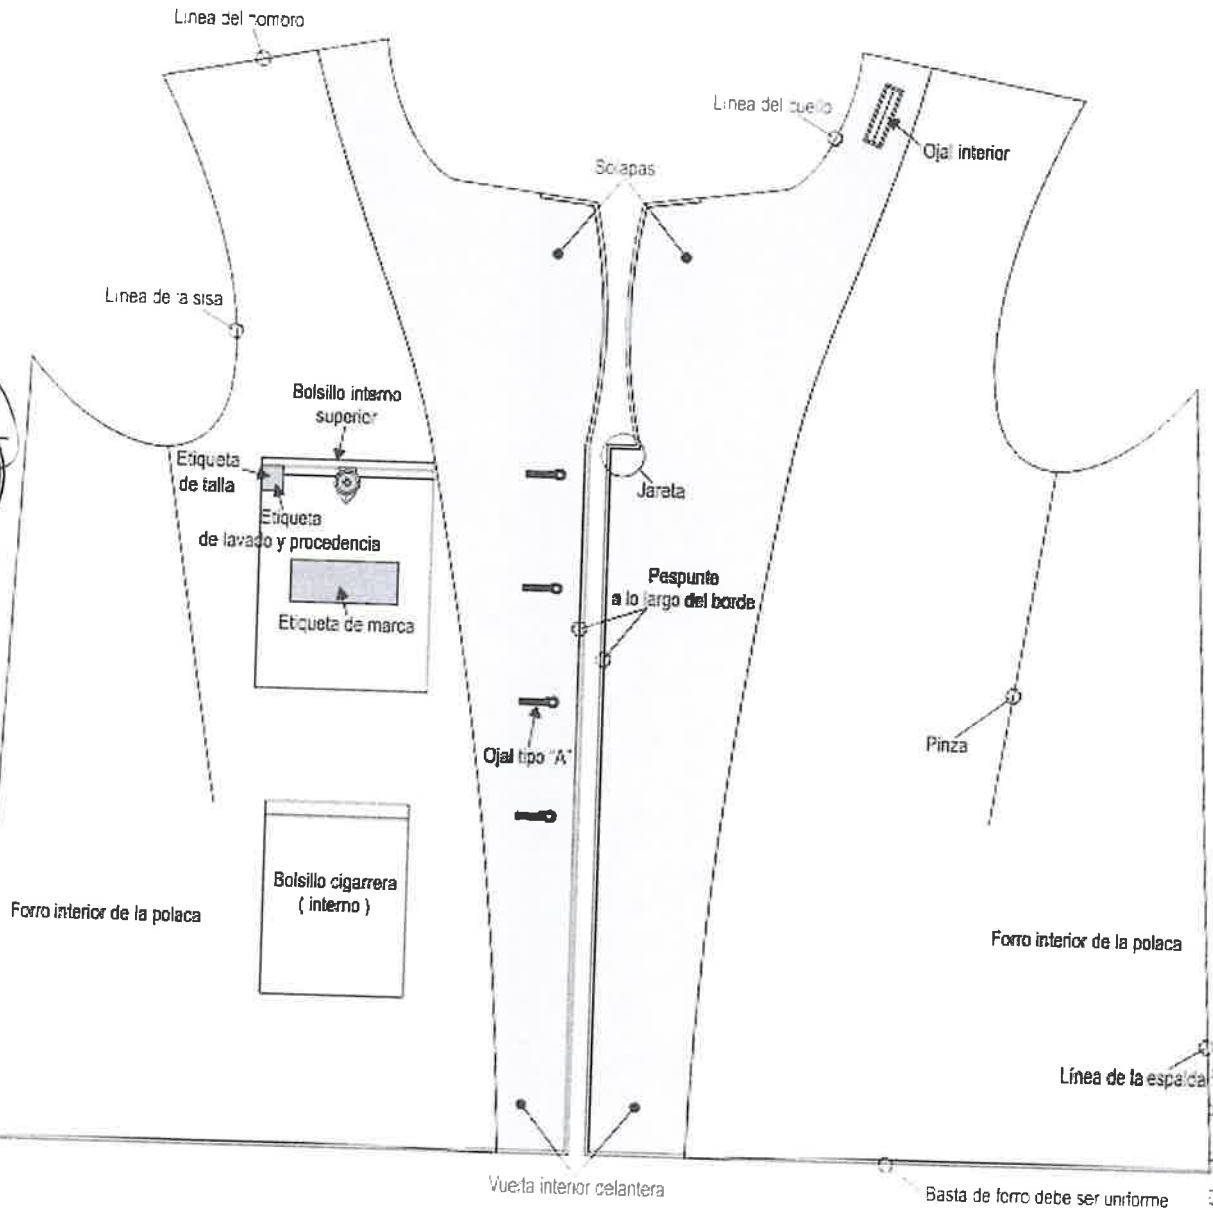 Línea del hombro
Línea del cuello
Ojal interior
Solapas
Línea de la sisa
Bolsillo interno
superior
Etiqueta
de talla
Etiqueta
de lavado y procedencia
Etiqueta de marca
Jareta
Pespunte
a lo largo del borde
Ojal tipo "A"
Pinza
Bolsillo cigarrera
( interno )
Forro interior de la polaca
Forro interior de la polaca
Línea de la espalda
Vuelta interior delantera
Basta de forro debe ser uniforme